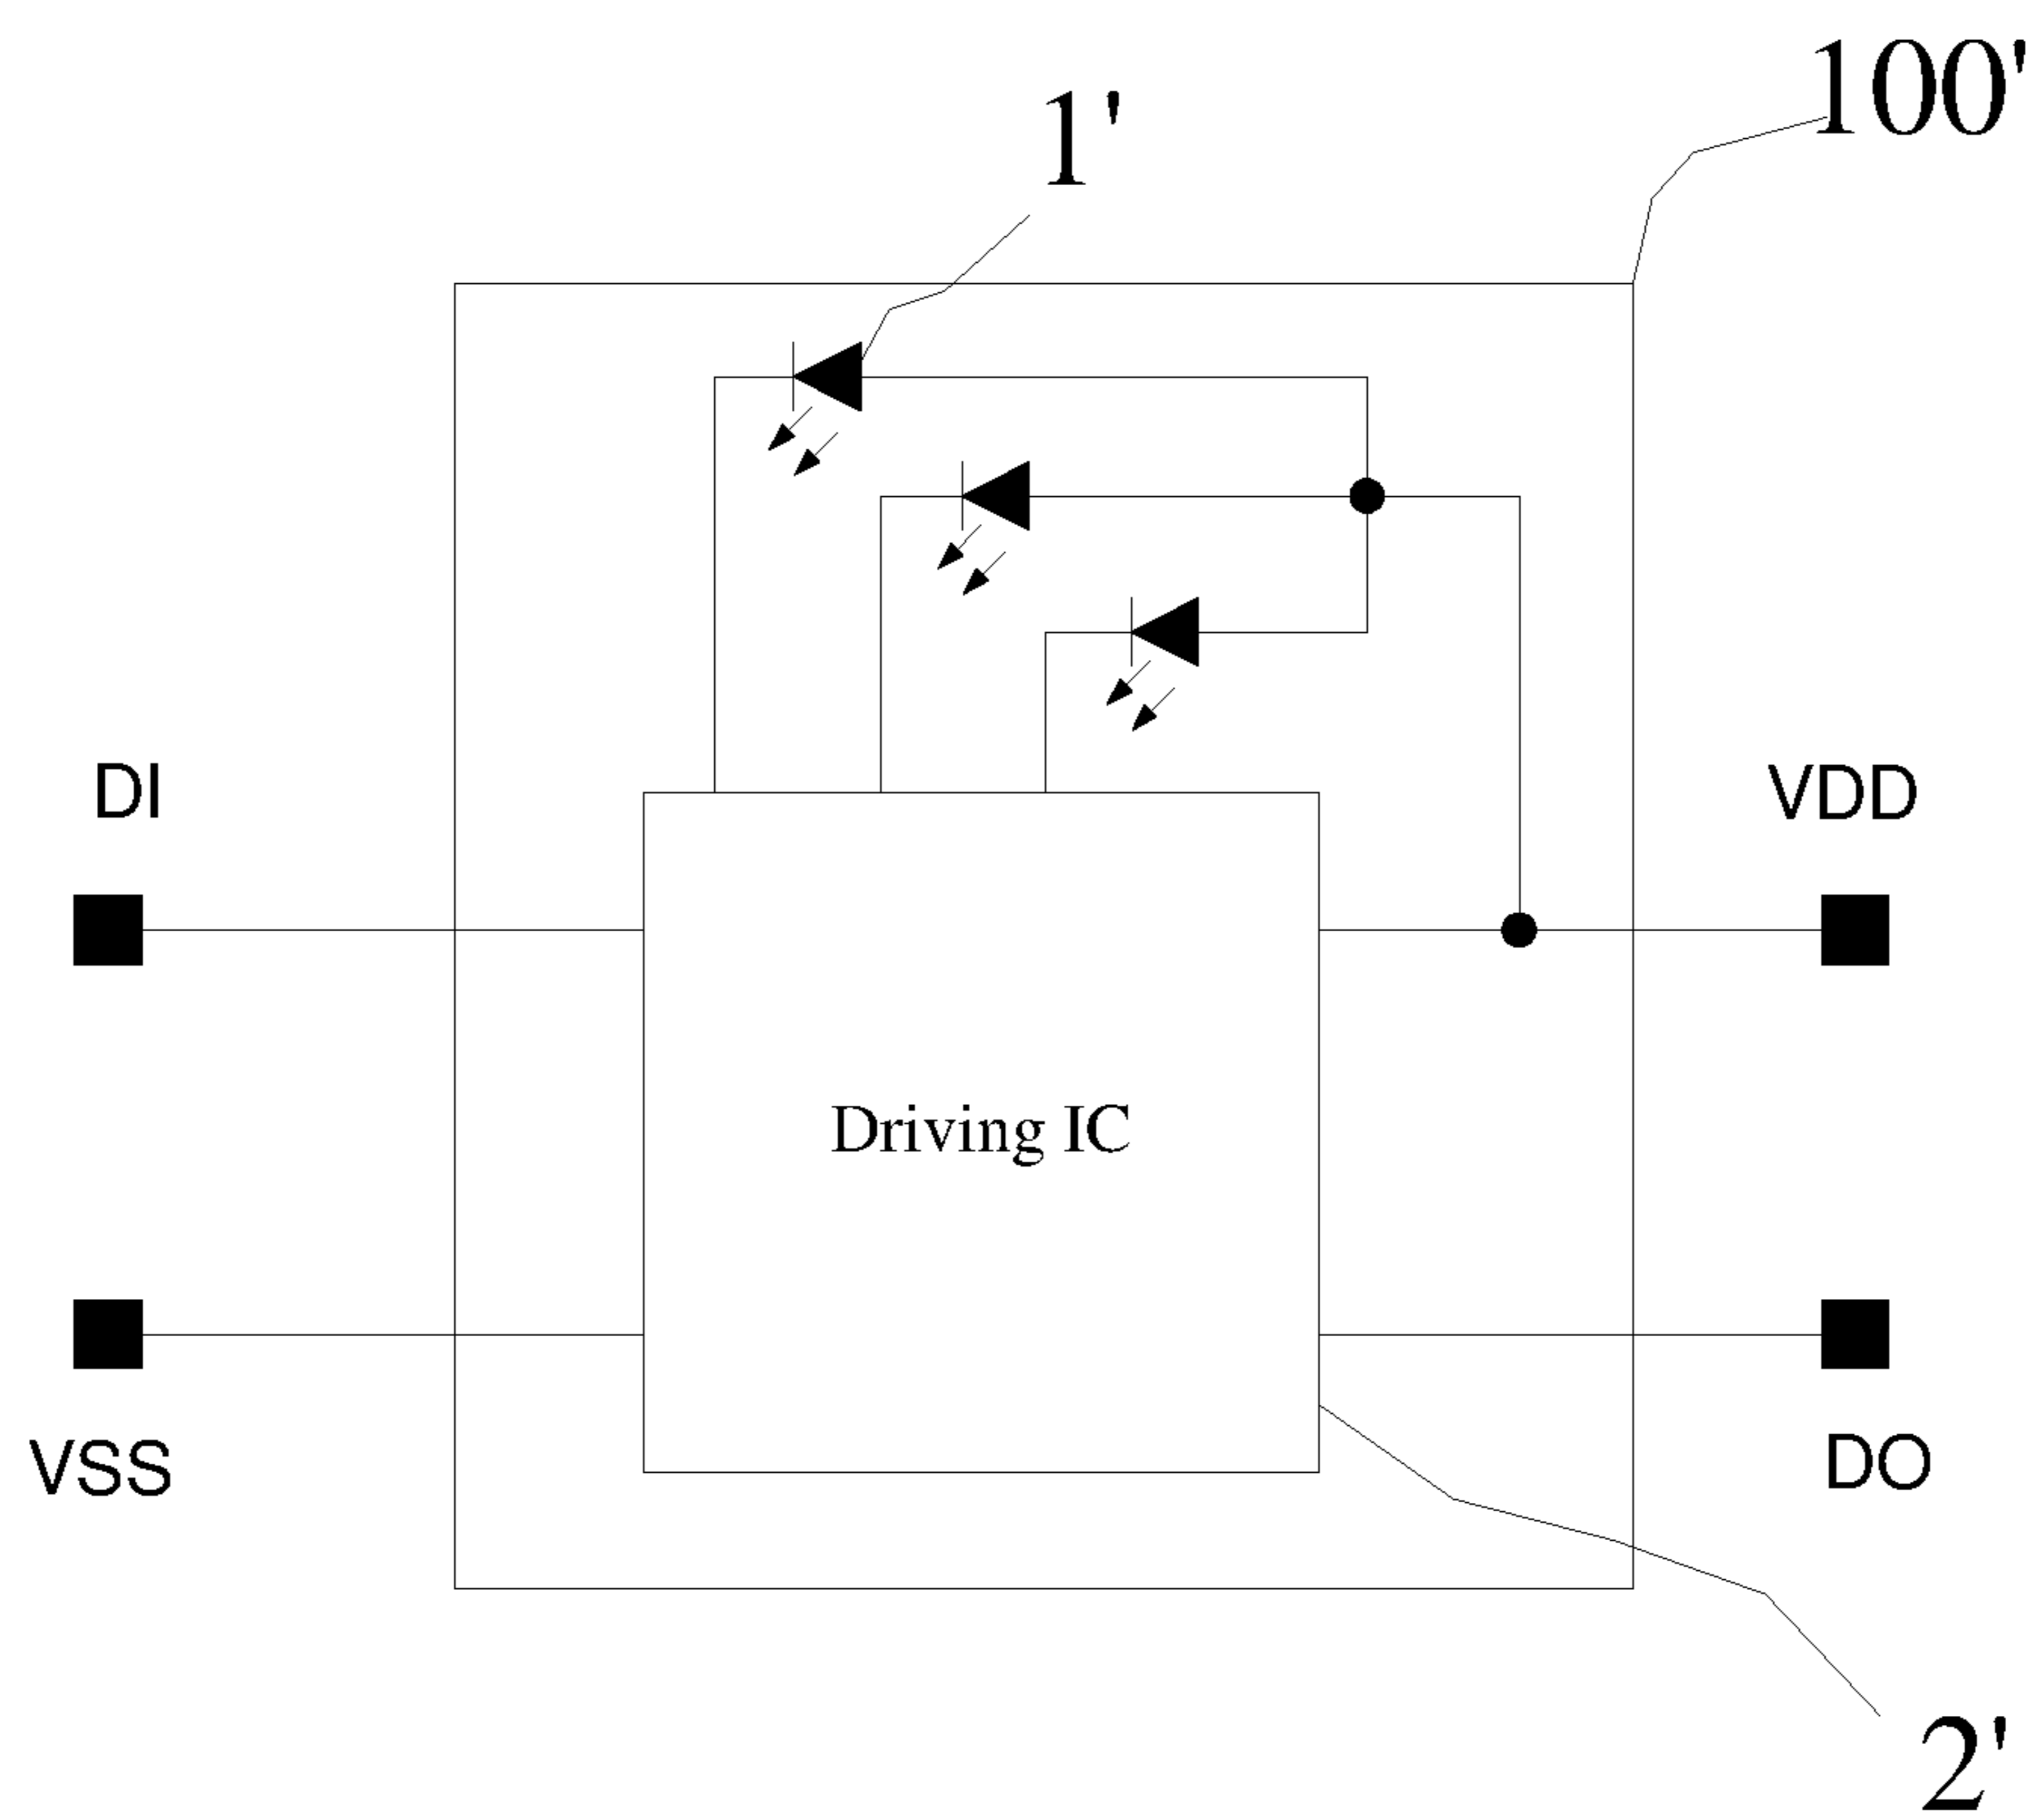 100'
1'
DI
VDD
Driving IC
VSS
DO
2'